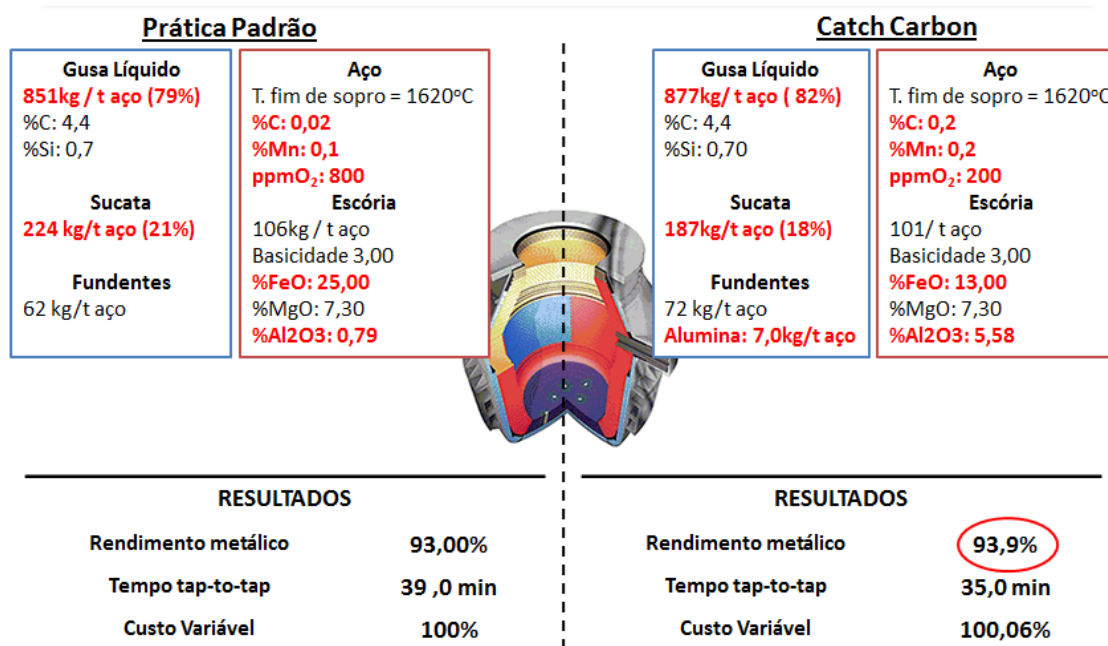 Prática Padrão
Gusa Líquido
851kg / t aço (79%)
%C: 4,4
%Si: 0,7
Sucata
224 kg/t aço (21%)
Fundentes
62 kg/t aço
Aço
T. fim de sopro = 1620°C
%C: 0,02
%Mn: 0,1
ppmO₂: 800
Escória
106kg / t aço
Basicidade 3,00
%FeO: 25,00
%MgO: 7,30
%Al2O3: 0,79
Catch Carbon
Gusa Líquido
877kg/ t aço ( 82%)
%C: 4,4
%Si: 0,70
Sucata
187kg/t aço (18%)
Fundentes
72 kg/t aço
Alumina: 7,0kg/t aço
Aço
T. fim de sopro = 1620°C
%C: 0,2
%Mn: 0,2
ppmO₂: 200
Escória
101/ t aço
Basicidade 3,00
%FeO: 13,00
%MgO: 7,30
%Al2O3: 5,58
RESULTADOS
Rendimento metálico 93,00%
Tempo tap-to-tap 39 ,0 min
Custo Variável 100%
RESULTADOS
Rendimento metálico 93,9%
Tempo tap-to-tap 35,0 min
Custo Variável 100,06%